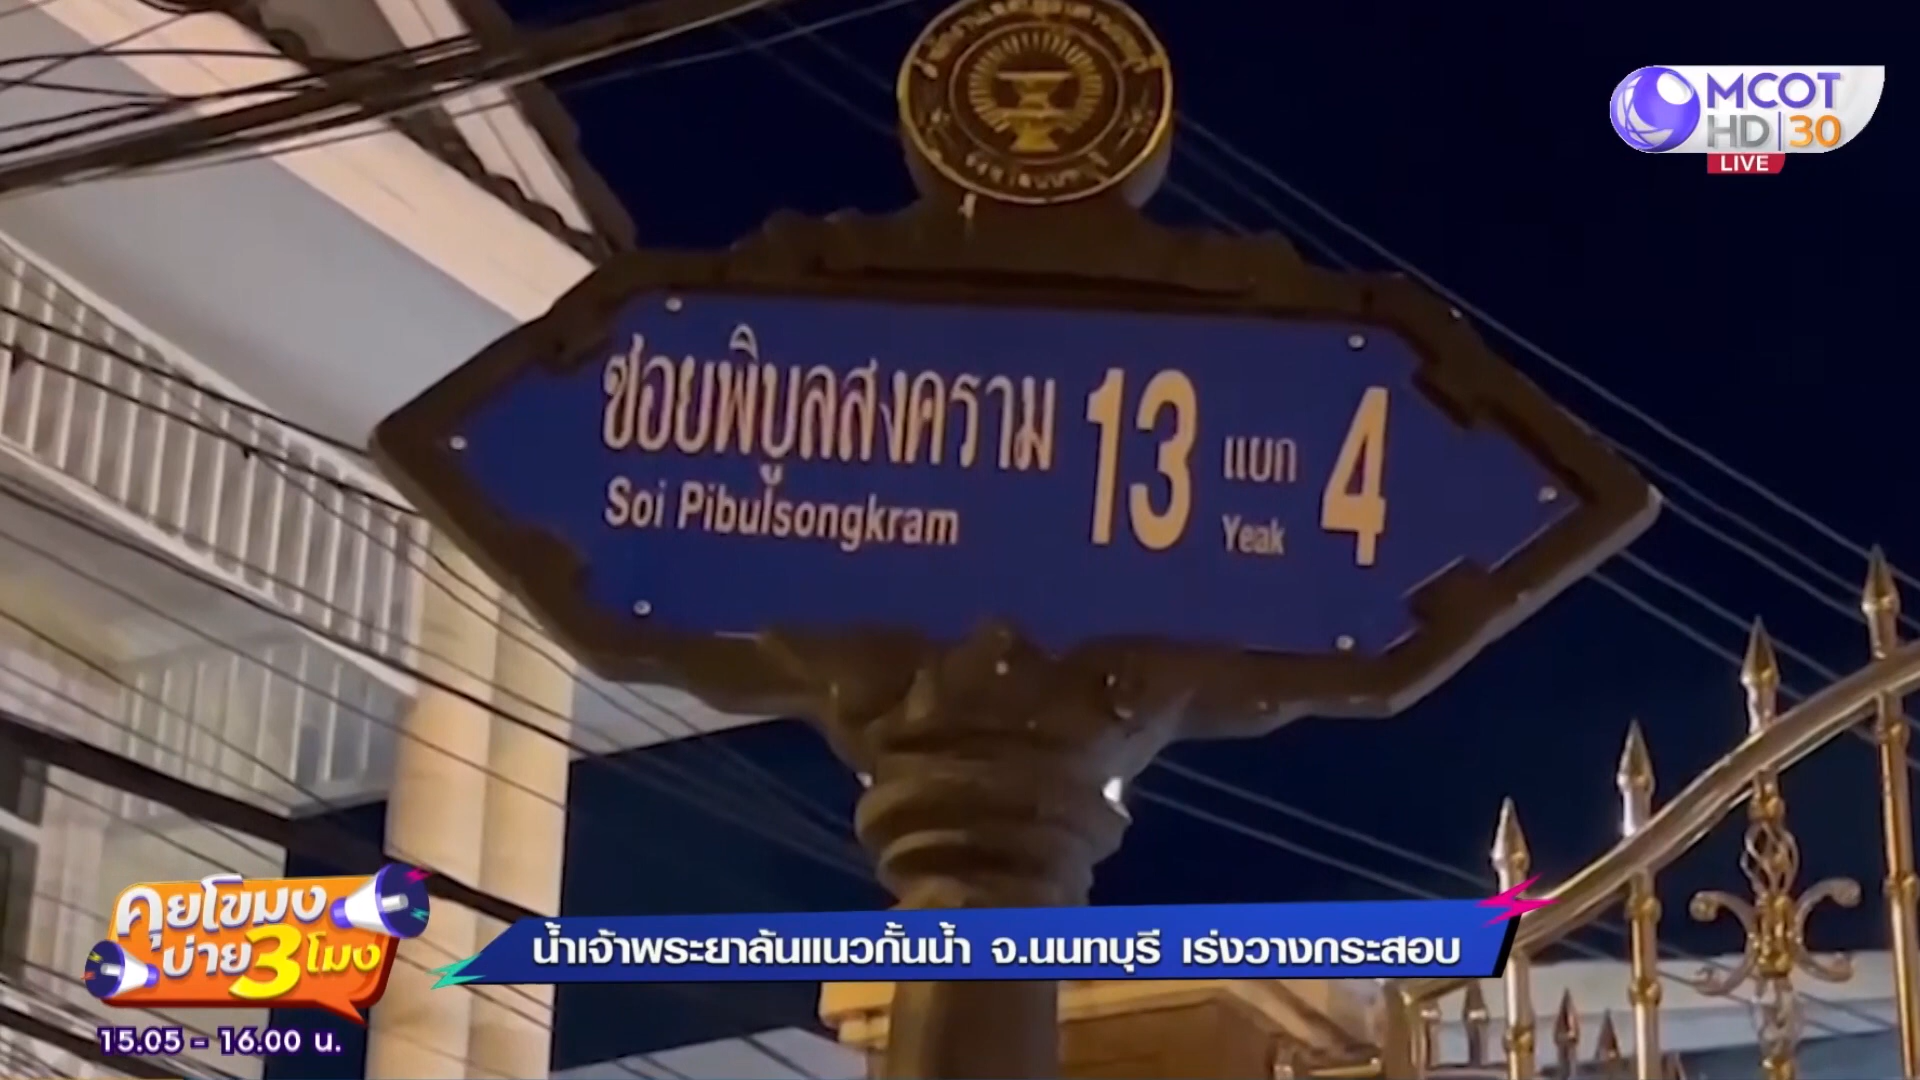 MCOT
HD 30
LIVE
ซอยพิบูลสงคราม 13 แยก 4
Soi Pibulsongkram Yeak
คุยโขมง
บ่าย 3 โมง
น้ำเจ้าพระยาล้นแนวกั้นน้ำ จ.นนทบุรี เร่งวางกระสอบ
15.05 - 16.00 น.